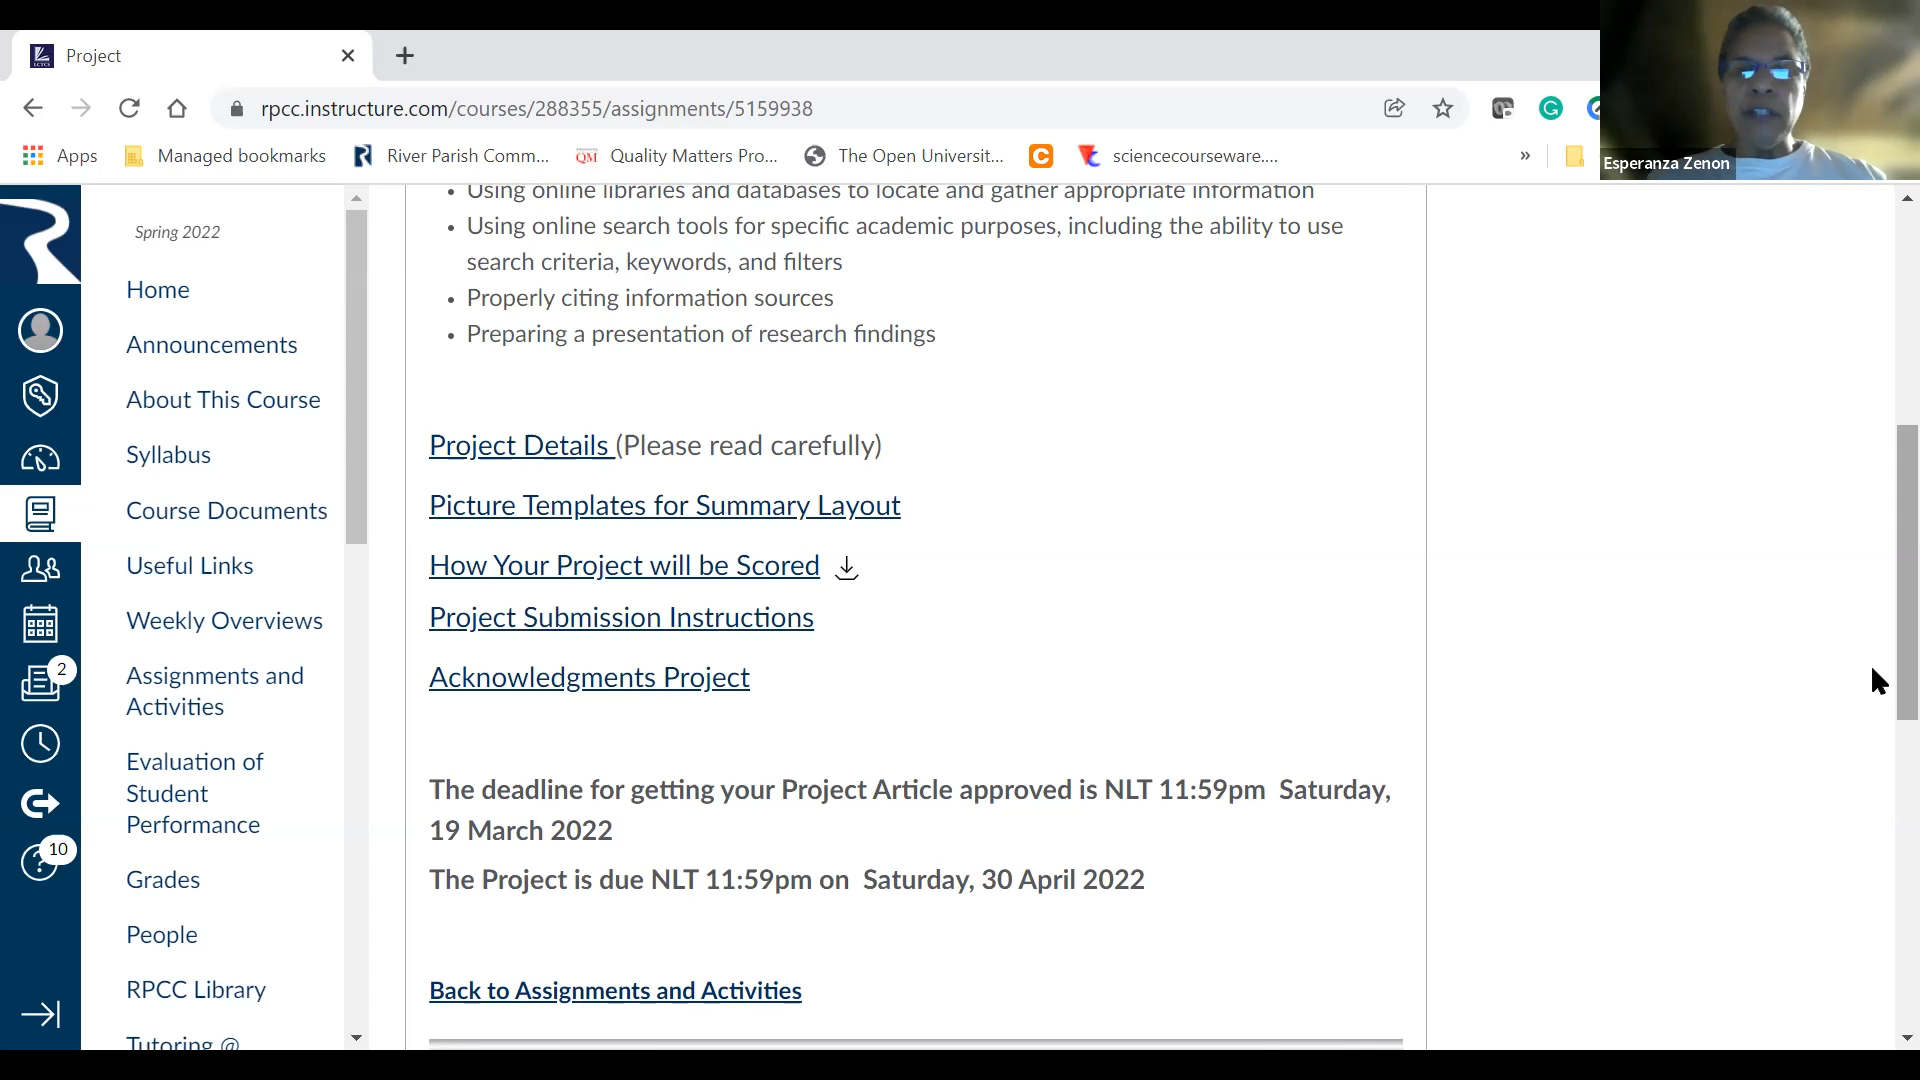 Project
rpcc.instructure.com/courses/288355/assignments/5159938
Apps
Managed bookmarks
River Parish Comm...
QM
Quality Matters Pro...
The Open Universit...
sciencecourseware....
»
Esperanza Zenon
Spring 2022
Home
Announcements
About This Course
Syllabus
Course Documents
Useful Links
Weekly Overviews
Assignments and
Activities
Evaluation of
Student
Performance
Grades
People
RPCC Library
Tutoring @
2
10
• Using online libraries and databases to locate and gather appropriate information
• Using online search tools for specific academic purposes, including the ability to use
search criteria, keywords, and filters
• Properly citing information sources
• Preparing a presentation of research findings
Project Details (Please read carefully)
Picture Templates for Summary Layout
How Your Project will be Scored
Project Submission Instructions
Acknowledgments Project
The deadline for getting your Project Article approved is NLT 11:59pm Saturday,
19 March 2022
The Project is due NLT 11:59pm on Saturday, 30 April 2022
Back to Assignments and Activities